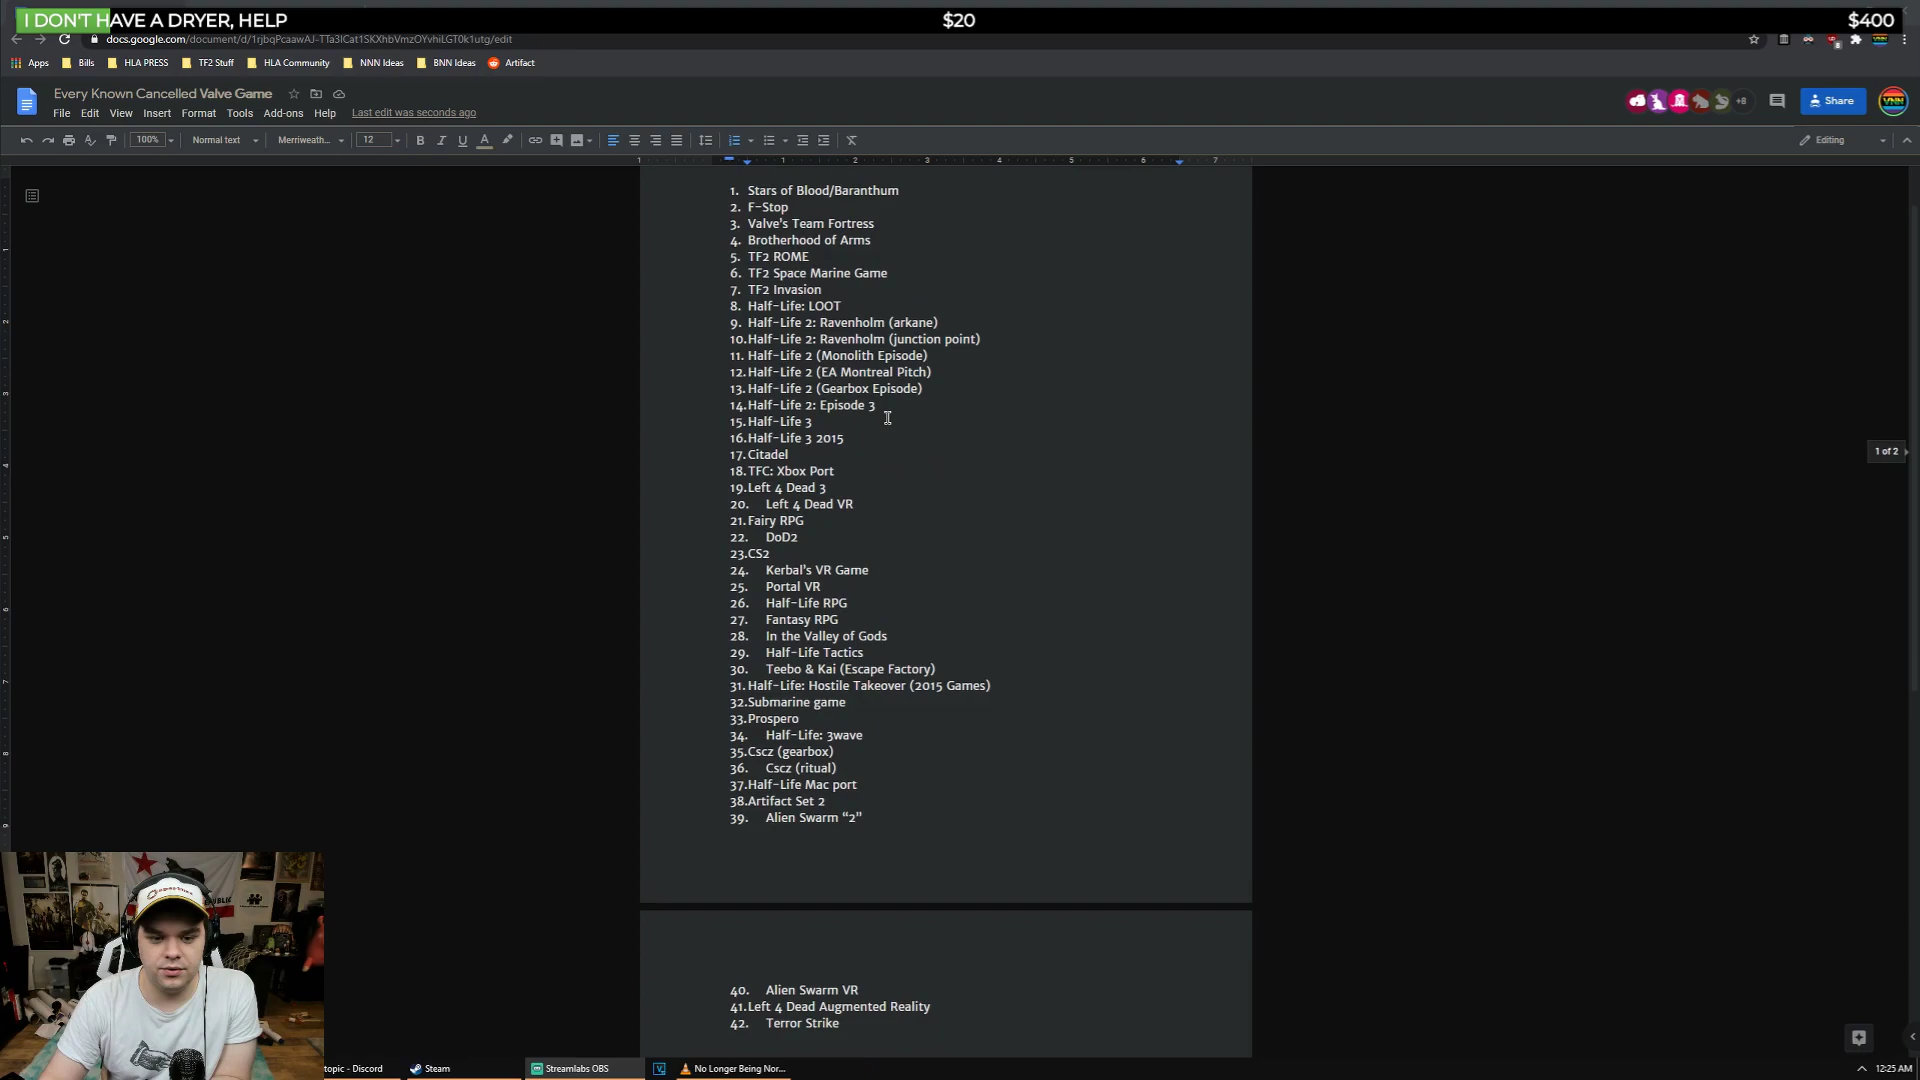 I DON'T HAVE A DRYER, HELP $20 $400
docs.google.com/document/d/1rjbqPcaawAJ-TTa3lCat1SKXhbVmzOYvhiLGT0k1utg/edit
Apps Bills HLA PRESS TF2 Stuff HLA Community NNN Ideas BNN Ideas Artifact
Every Known Cancelled Valve Game
+8 Share VNN
File Edit View Insert Format Tools Add-ons Help Last edit was seconds ago
100% Normal text Merriweath... 12 B I U A Editing
1 1 2 3 4 5 6 7
1. Stars of Blood/Baranthum
2. F-Stop
3. Valve's Team Fortress
4. Brotherhood of Arms
5. TF2 ROME
6. TF2 Space Marine Game
7. TF2 Invasion
8. Half-Life: LOOT
9. Half-Life 2: Ravenholm (arkane)
10. Half-Life 2: Ravenholm (junction point)
11. Half-Life 2 (Monolith Episode)
12. Half-Life 2 (EA Montreal Pitch)
13. Half-Life 2 (Gearbox Episode)
14. Half-Life 2: Episode 3
15. Half-Life 3
16. Half-Life 3 2015
17. Citadel
18. TFC: Xbox Port
19. Left 4 Dead 3
20. Left 4 Dead VR
21. Fairy RPG
22. DoD2
23. CS2
24. Kerbal's VR Game
25. Portal VR
26. Half-Life RPG
27. Fantasy RPG
28. In the Valley of Gods
29. Half-Life Tactics
30. Teebo & Kai (Escape Factory)
31. Half-Life: Hostile Takeover (2015 Games)
32. Submarine game
33. Prospero
34. Half-Life: 3wave
35. Cscz (gearbox)
36. Cscz (ritual)
37. Half-Life Mac port
38. Artifact Set 2
39. Alien Swarm “2”
1 of 2
40. Alien Swarm VR
41. Left 4 Dead Augmented Reality
42. Terror Strike
topic - Discord Steam Streamlabs OBS No Longer Being Nor... 12:25 AM